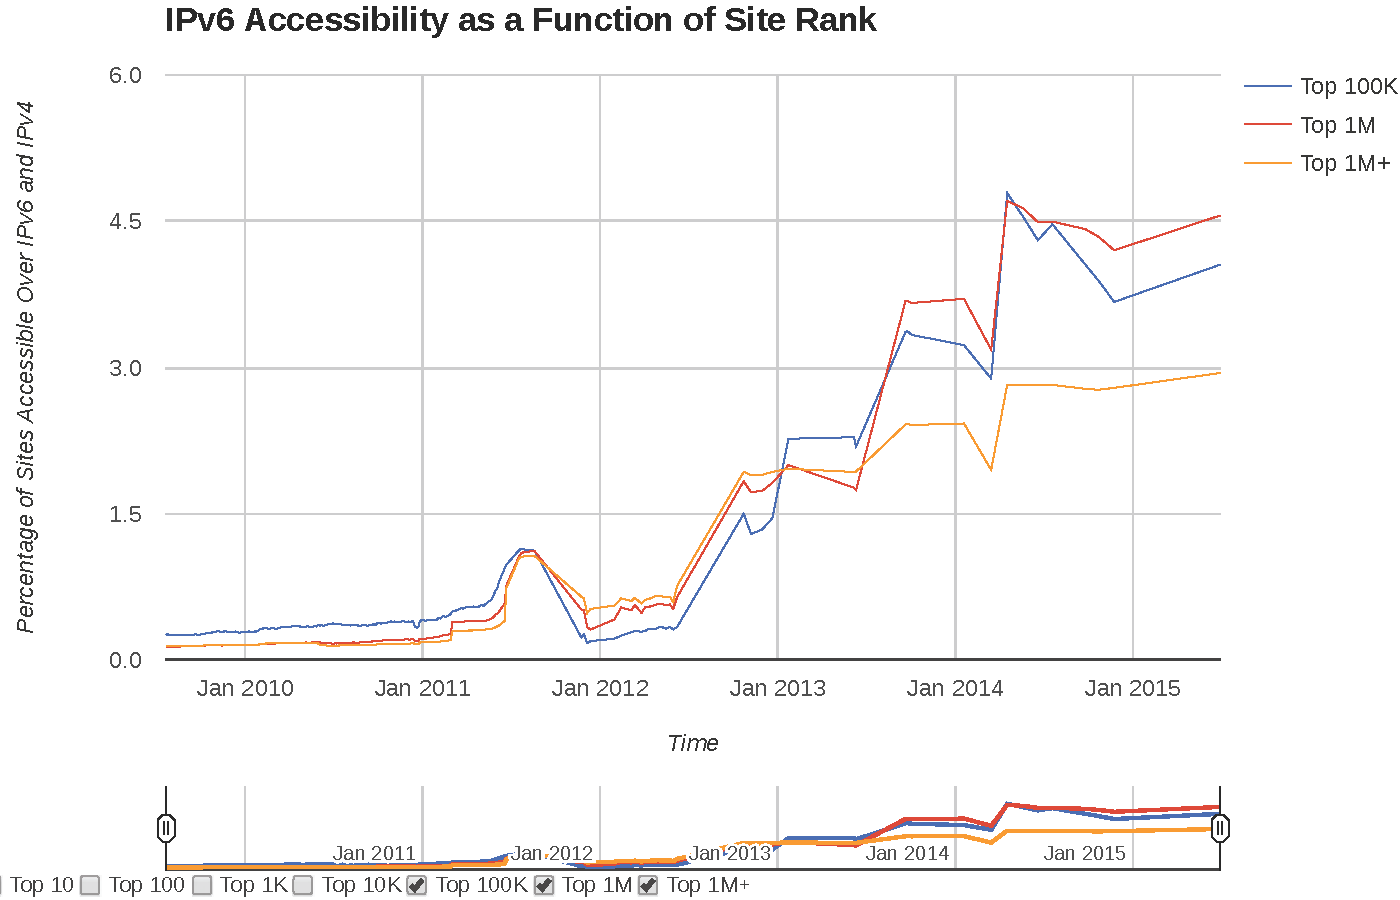 IPv6 Accessibility as a Function of Site Rank
6.0
4.5
3.0
1.5
0.0
Percentage of Sites Accessible Over IPv6 and IPv4
Top 100K
Top 1M
Top 1M+
Jan 2010 Jan 2011 Jan 2012 Jan 2013 Jan 2014 Jan 2015
Time
Jan 2011 Jan 2012 Jan 2013 Jan 2014 Jan 2015
Top 10 Top 100 Top 1K Top 10K Top 100K Top 1M Top 1M+